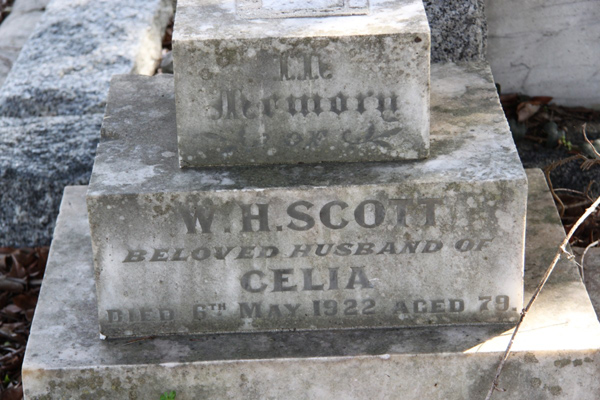 In
Memory
OF
W.H. SCOTT
BELOVED HUSBAND OF
CELIA
DIED 6TH MAY. 1922 AGED 79.